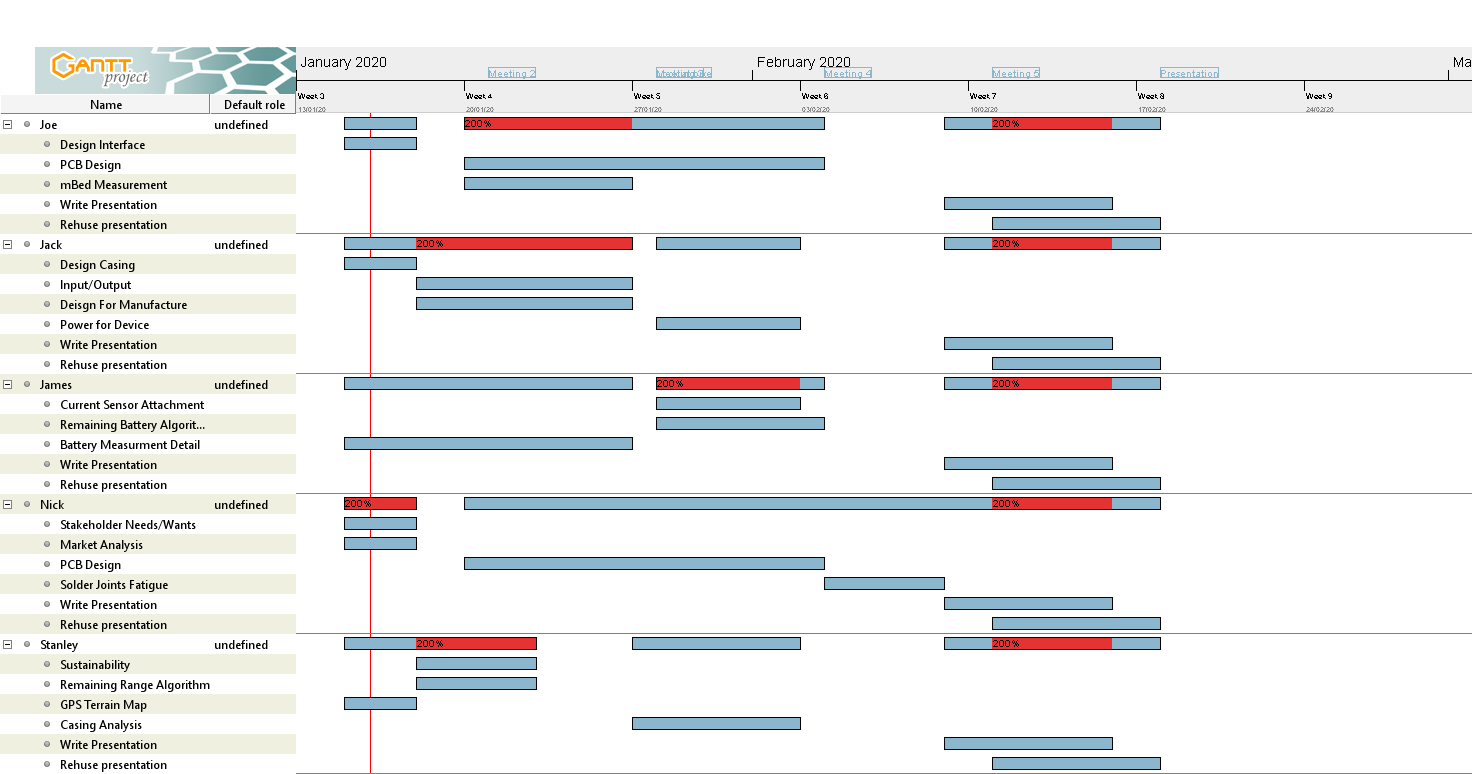 GANTT
project
January 2020
February 2020
Ma
Meeting 2
Meeting 4
Meeting 5
Presentation
Name
Default role
Week 3
Week 4
Week 5
Week 6
Week 7
Week 8
Week 9
13/01/20
20/01/20
27/01/20
03/02/20
10/02/20
17/02/20
24/02/20
Joe undefined 200% 200%
Design Interface
PCB Design
mBed Measurement
Write Presentation
Rehuse presentation
Jack undefined 200% 200%
Design Casing
Input/Output
Deisgn For Manufacture
Power for Device
Write Presentation
Rehuse presentation
James undefined 200% 200%
Current Sensor Attachment
Remaining Battery Algorit...
Battery Measurment Detail
Write Presentation
Rehuse presentation
Nick undefined 200% 200%
Stakeholder Needs/Wants
Market Analysis
PCB Design
Solder Joints Fatigue
Write Presentation
Rehuse presentation
Stanley undefined 200% 200%
Sustainability
Remaining Range Algorithm
GPS Terrain Map
Casing Analysis
Write Presentation
Rehuse presentation